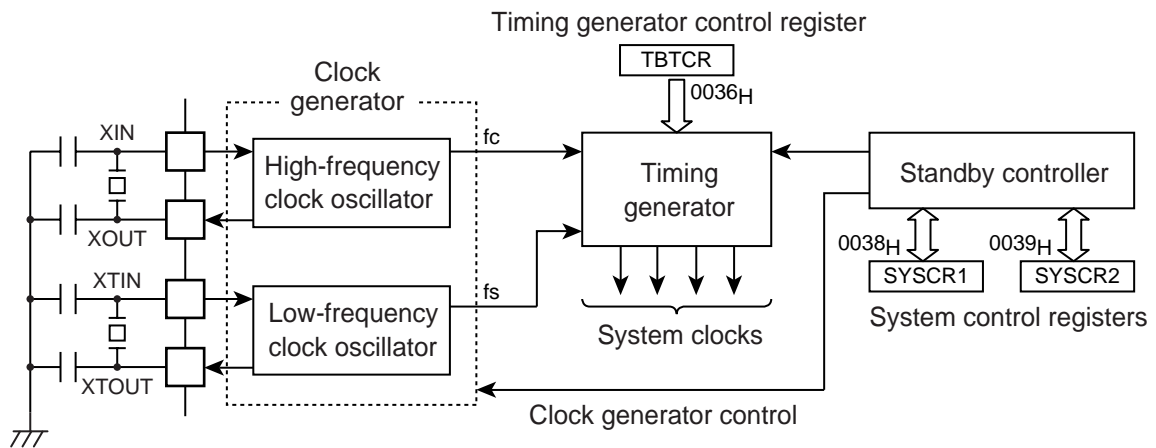 Timing generator control register
TBTCR
0036H
Clock
generator
XIN
High-frequency
clock oscillator
fc
XOUT
Timing
generator
Standby controller
0038H
0039H
SYSCR1
SYSCR2
System control registers
XTIN
Low-frequency
clock oscillator
fs
XTOUT
System clocks
Clock generator control